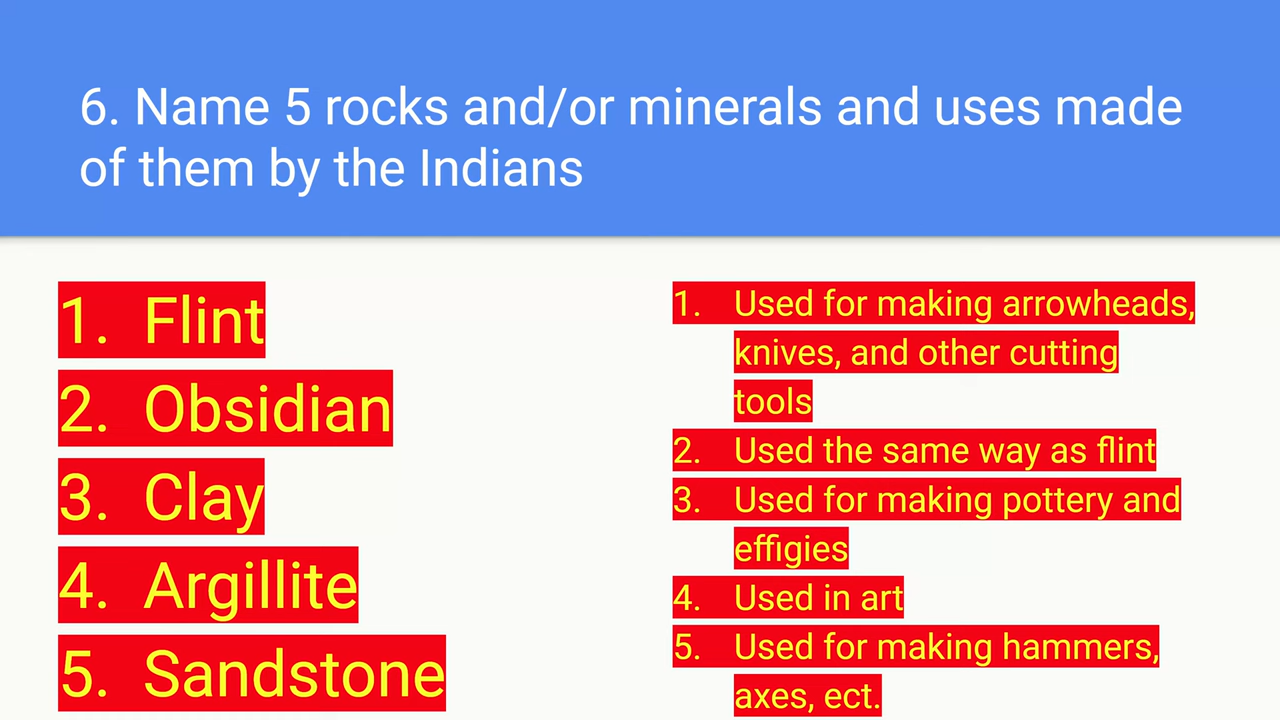 6. Name 5 rocks and/or minerals and uses made
of them by the Indians
1. Flint
2. Obsidian
3. Clay
4. Argillite
5. Sandstone
1. Used for making arrowheads,
knives, and other cutting
tools
2. Used the same way as flint
3. Used for making pottery and
effigies
4. Used in art
5. Used for making hammers,
axes, ect.